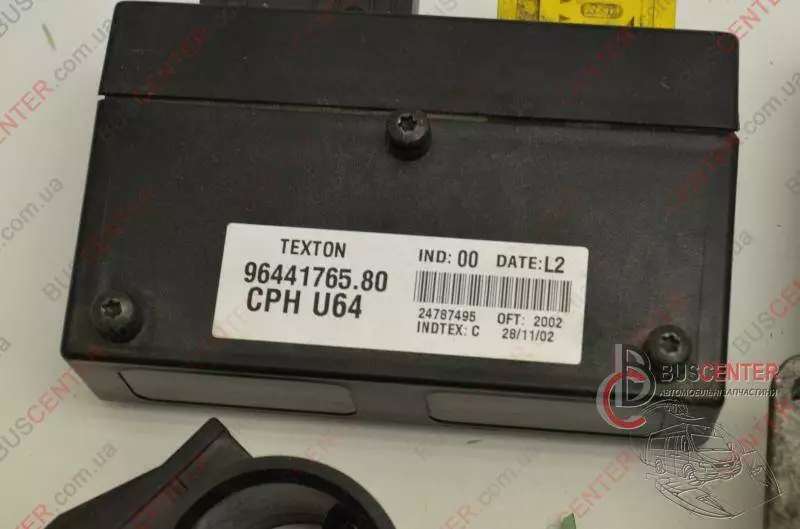 TEXTON
96441765.80
CPH U64
IND: 00 DATE: L2
24787495 OFT: 2002
INDTEX: C 28/11/02
BUSCENTER
АВТОМОБІЛЬНІ ЗАПЧАСТИНИ
BUSCENTER.com.ua